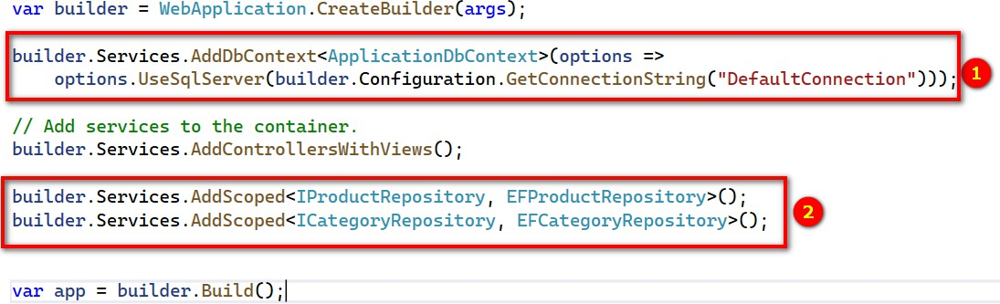 var builder = WebApplication.CreateBuilder(args);
builder.Services.AddDbContext<ApplicationDbContext>(options =>
    options.UseSqlServer(builder.Configuration.GetConnectionString("DefaultConnection")));
1
// Add services to the container.
builder.Services.AddControllersWithViews();
builder.Services.AddScoped<IProductRepository, EFProductRepository>();
builder.Services.AddScoped<ICategoryRepository, EFCategoryRepository>();
2
var app = builder.Build();